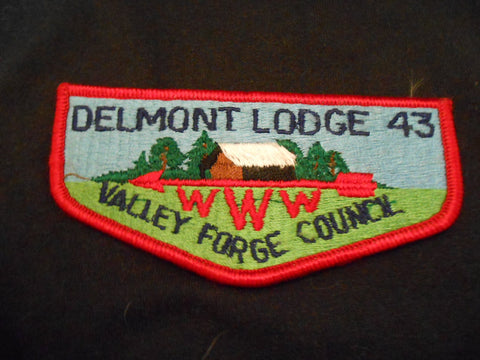 DELMONT LODGE 43
WWW
VALLEY FORGE COUNCIL